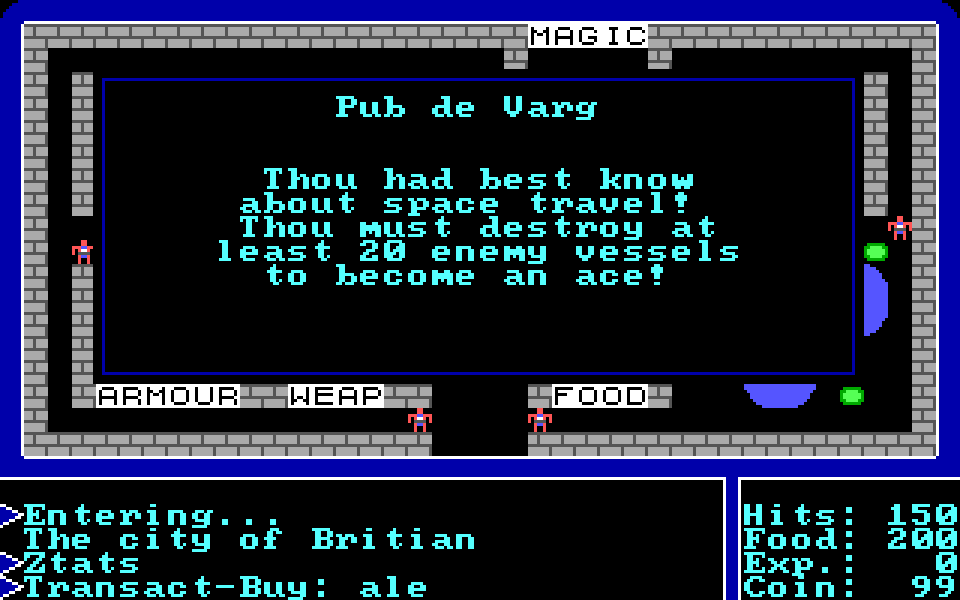 MAGIC
Pub de Varg
Thou had best know
about space travel!
Thou must destroy at
least 20 enemy vessels
to become an ace!
ARMOUR WEAP FOOD
Entering...
The city of Britian
Ztats
Transact-Buy: ale
Hits: 150
Food: 200
Exp.: 0
Coin: 99